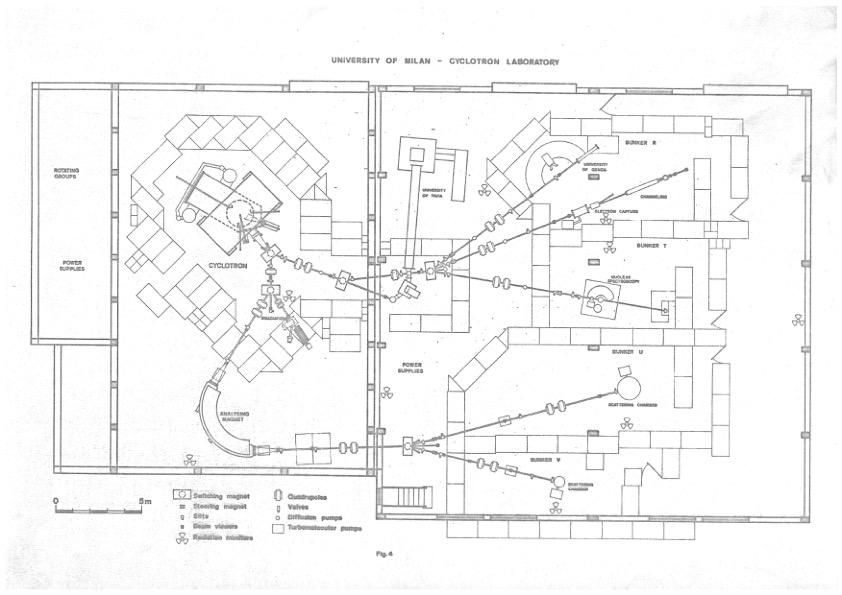 UNIVERSITY OF MILAN - CYCLOTRON LABORATORY
ROTATING
GROUPS
POWER
SUPPLIES
CYCLOTRON
UNIVERSITY
OF PAVIA
BUNKER R
UNIVERSITY
OF GENOA
CHANNELING
ELECTRON CAPTURE
BUNKER T
NUCLEAR
SPECTROSCOPY
POWER
SUPPLIES
BUNKER U
SCATTERING CHAMBER
ANALYSING
MAGNET
BUNKER V
SCATTERING
CHAMBER
0 5m
Switching magnet
Steering magnet
Slits
Beam viewers
Radiation monitors
Quadrupoles
Valves
Diffusion pumps
Turbomolecular pumps
Fig.4